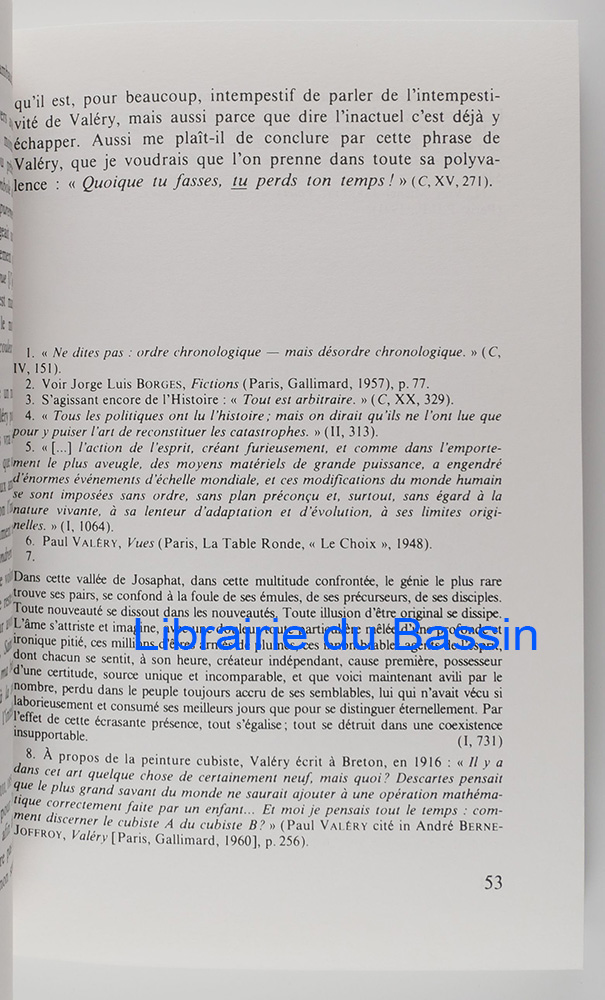 qu'il est, pour beaucoup, intempestif de parler de l'intempesti-
vité de Valéry, mais aussi parce que dire l'inactuel c'est déjà y
échapper. Aussi me plaît-il de conclure par cette phrase de
Valéry, que je voudrais que l'on prenne dans toute sa polyva-
lence : « Quoique tu fasses, tu perds ton temps ! » (C, XV, 271).
1. « Ne dites pas : ordre chronologique — mais désordre chronologique. » (C,
IV, 151).
2. Voir Jorge Luis BORGES, Fictions (Paris, Gallimard, 1957), p. 77.
3. S'agissant encore de l'Histoire : « Tout est arbitraire. » (C, XX, 329).
4. « Tous les politiques ont lu l'histoire ; mais on dirait qu'ils ne l'ont lue que
pour y puiser l'art de reconstituer les catastrophes. » (II, 313).
5. « [...] l'action de l'esprit, créant furieusement, et comme dans l'emporte-
ment le plus aveugle, des moyens matériels de grande puissance, a engendré
d'énormes événements d'échelle mondiale, et ces modifications du monde humain
se sont imposées sans ordre, sans plan préconçu et, surtout, sans égard à la
nature vivante, à sa lenteur d'adaptation et d'évolution, à ses limites origi-
nelles. » (I, 1064).
6. Paul VALÉRY, Vues (Paris, La Table Ronde, « Le Choix », 1948).
7.
Dans cette vallée de Josaphat, dans cette multitude confrontée, le génie le plus rare
trouve ses pairs, se confond à la foule de ses émules, de ses précurseurs, de ses disciples.
Toute nouveauté se dissout dans les nouveautés. Toute illusion d'être original se dissipe.
L'âme s'attriste et imagine, particulière mêlée d'une profonde et
ironique pitié, ces millions d'êtres armés de plumes, ces innombrables agents de l'esprit,
dont chacun se sentit, à son heure, créateur indépendant, cause première, possesseur
d'une certitude, source unique et incomparable, et que voici maintenant avili par le
nombre, perdu dans le peuple toujours accru de ses semblables, lui qui n'avait vécu si
laborieusement et consumé ses meilleurs jours que pour se distinguer éternellement. Par
l'effet de cette écrasante présence, tout s'égalise ; tout se détruit dans une coexistence
insupportable. (I, 731)
8. À propos de la peinture cubiste, Valéry écrit à Breton, en 1916 : « Il y a
dans cet art quelque chose de certainement neuf, mais quoi ? Descartes pensait
que le plus grand savant du monde ne saurait ajouter à une opération mathéma-
tique correctement faite par un enfant... Et moi je pensais tout le temps : com-
ment discerner le cubiste A du cubiste B ? » (Paul VALÉRY cité in André BERNE-
JOFFROY, Valéry [Paris, Gallimard, 1960], p. 256).
53
Librairie du Bassin